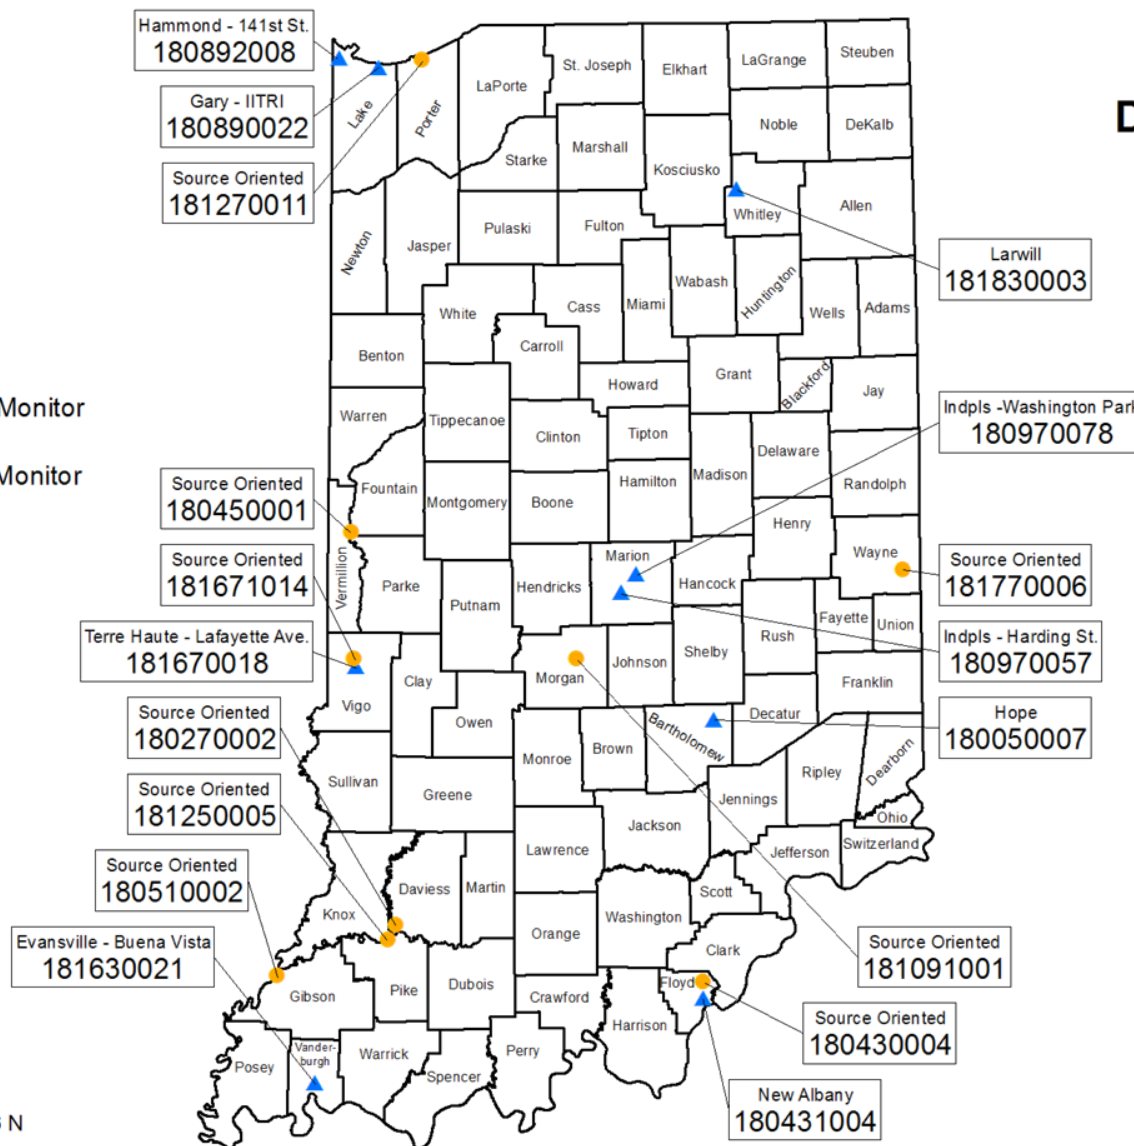 Hammond - 141st St.
180892008
Gary - IITRI
180890022
Source Oriented
181270011
D
Steuben
LaGrange
St. Joseph
Elkhart
LaPorte
Lake
Porter
Noble
DeKalb
Starke
Marshall
Kosciusko
Whitley
Allen
Larwill
181830003
Newton
Jasper
Pulaski
Fulton
Wabash
Huntington
White
Cass
Miami
Wells
Adams
Carroll
Benton
Howard
Grant
Blackford
Jay
Monitor
Monitor
Warren
Tippecanoe
Clinton
Tipton
Indpls -Washington Park
180970078
Delaware
Madison
Randolph
Source Oriented
180450001
Fountain
Montgomery
Boone
Hamilton
Henry
Source Oriented
181671014
Vermillion
Parke
Putnam
Hendricks
Marion
Hancock
Wayne
Source Oriented
181770006
Terre Haute - Lafayette Ave.
181670018
Fayette
Union
Rush
Indpls - Harding St.
180970057
Vigo
Clay
Owen
Morgan
Johnson
Shelby
Franklin
Source Oriented
180270002
Bartholomew
Decatur
Hope
180050007
Sullivan
Greene
Monroe
Brown
Ripley
Dearborn
Source Oriented
181250005
Jennings
Jackson
Ohio
Switzerland
Jefferson
Lawrence
Source Oriented
180510002
Knox
Daviess
Martin
Scott
Washington
Orange
Clark
Evansville - Buena Vista
181630021
Source Oriented
181091001
Gibson
Pike
Dubois
Crawford
Floyd
Harrison
Source Oriented
180430004
Posey
Vander-
burgh
Warrick
Spencer
Perry
New Albany
180431004
N